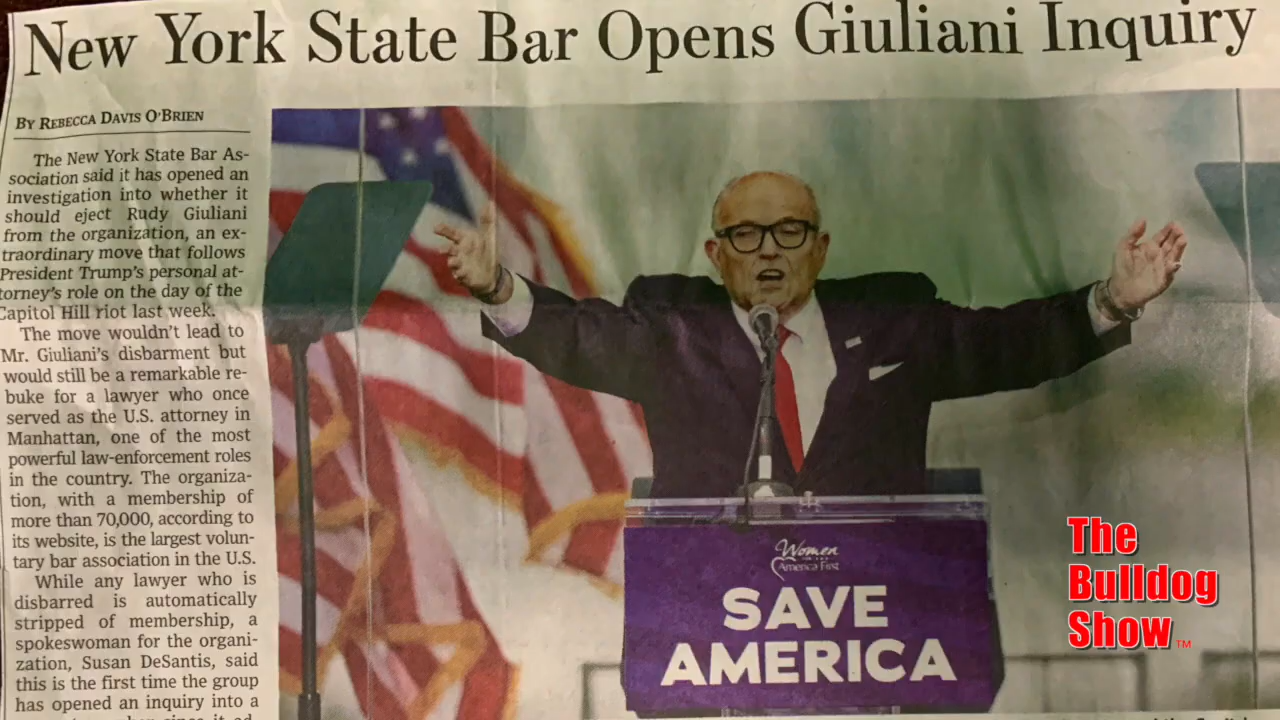 New York State Bar Opens Giuliani Inquiry
BY REBECCA DAVIS O'BRIEN
The New York State Bar As-
sociation said it has opened an
investigation into whether it
should eject Rudy Giuliani
from the organization, an ex-
traordinary move that follows
President Trump's personal at-
torney's role on the day of the
Capitol Hill riot last week.
The move wouldn't lead to
Mr. Giuliani's disbarment but
would still be a remarkable re-
buke for a lawyer who once
served as the U.S. attorney in
Manhattan, one of the most
powerful law-enforcement roles
in the country. The organiza-
tion, with a membership of
more than 70,000, according to
its website, is the largest volun-
tary bar association in the U.S.
While any lawyer who is
disbarred is automatically
stripped of membership, a
spokeswoman for the organi-
zation, Susan DeSantis, said
this is the first time the group
has opened an inquiry into a
Women
FOR
America First
SAVE
AMERICA
The
Bulldog
Show™